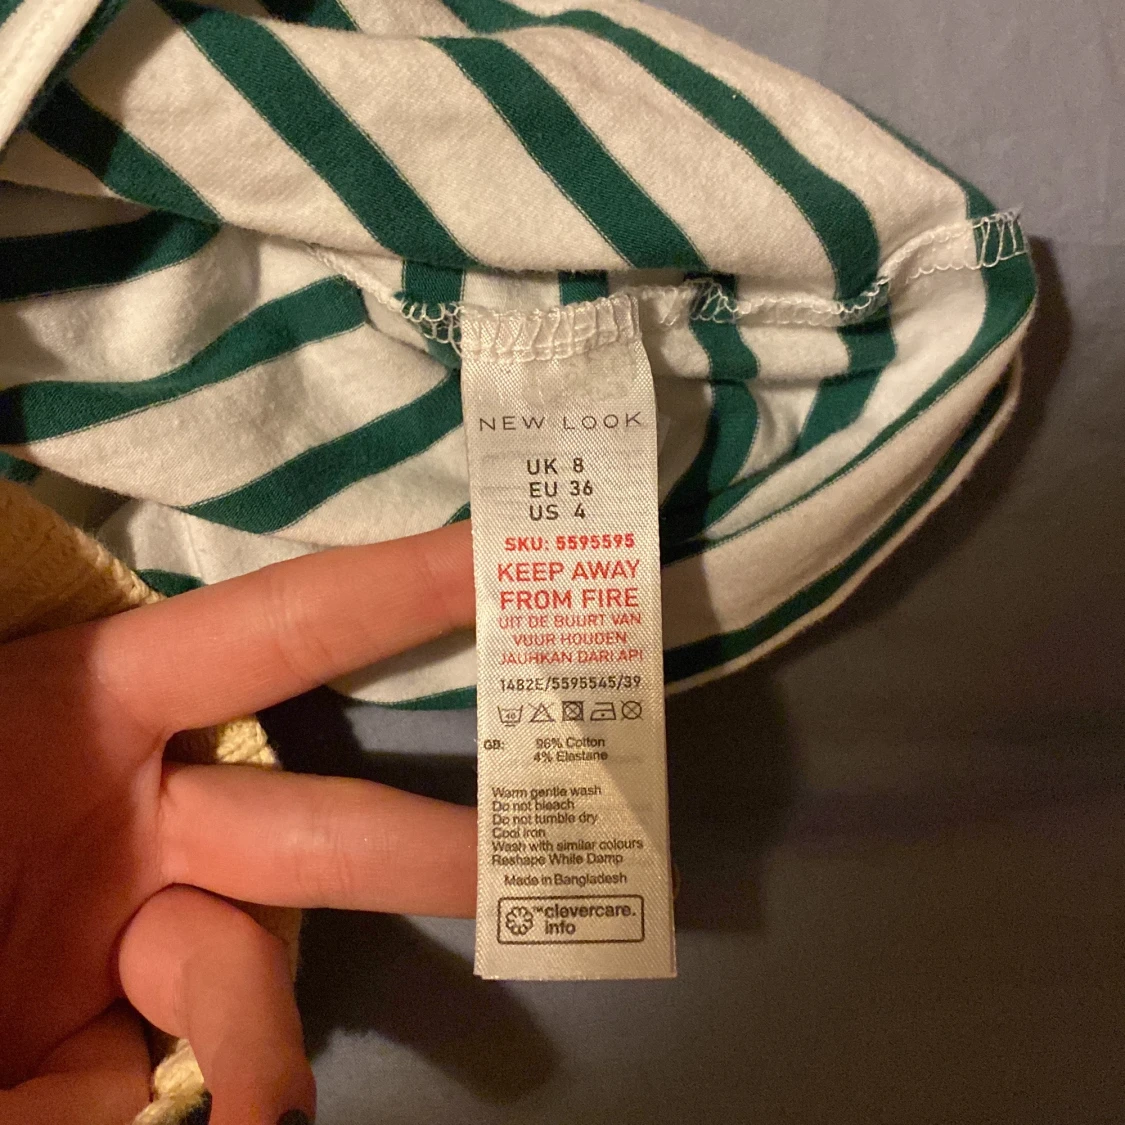 NEW LOOK
UK 8
EU 36
US 4
SKU: 5595595
KEEP AWAY
FROM FIRE
UIT DE BUURT VAN
VUUR HOUDEN
JAUHKAN DARI API
1482E/5595545/39
40
GB: 96% Cotton
4% Elastane
Warm gentle wash
Do not bleach
Do not tumble dry
Cool iron
Wash with similar colours
Reshape While Damp
Made in Bangladesh
™clevercare.
info